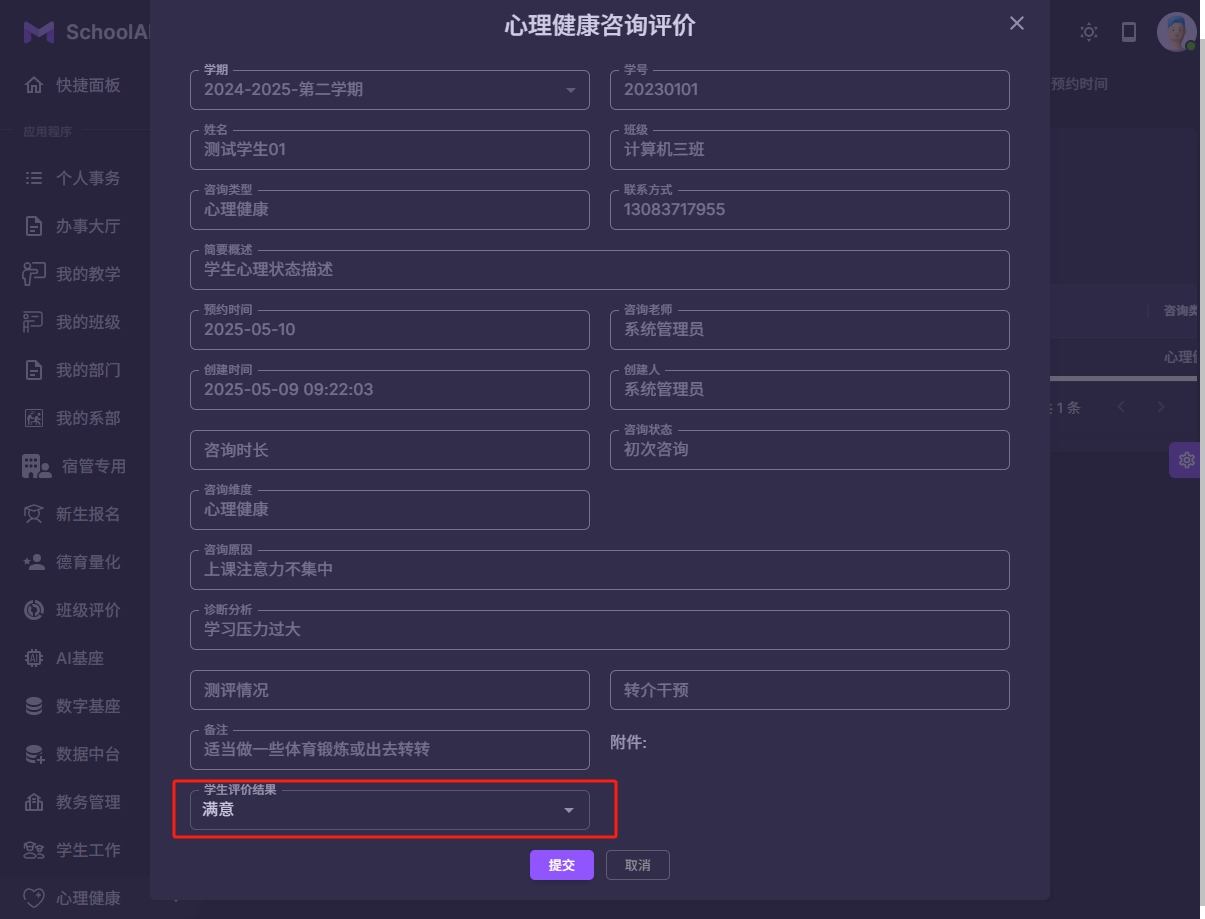 心理健康咨询评价
SchoolAI
快捷面板
应用程序
个人事务
办事大厅
我的教学
我的班级
我的部门
我的系部
宿管专用
新生报名
德育量化
班级评价
AI基座
数字基座
数据中台
教务管理
学生工作
心理健康
学期
2024-2025-第二学期
学号
20230101
姓名
测试学生01
班级
计算机三班
咨询类型
心理健康
联系方式
13083717955
简要概述
学生心理状态描述
预约时间
2025-05-10
咨询老师
系统管理员
创建时间
2025-05-09 09:22:03
创建人
系统管理员
咨询时长
咨询状态
初次咨询
咨询维度
心理健康
咨询原因
上课注意力不集中
诊断分析
学习压力过大
测评情况
转介干预
备注
适当做一些体育锻炼或出去转转
附件:
学生评价结果
满意
提交
取消
预约时间
咨询类
心理健
1 条